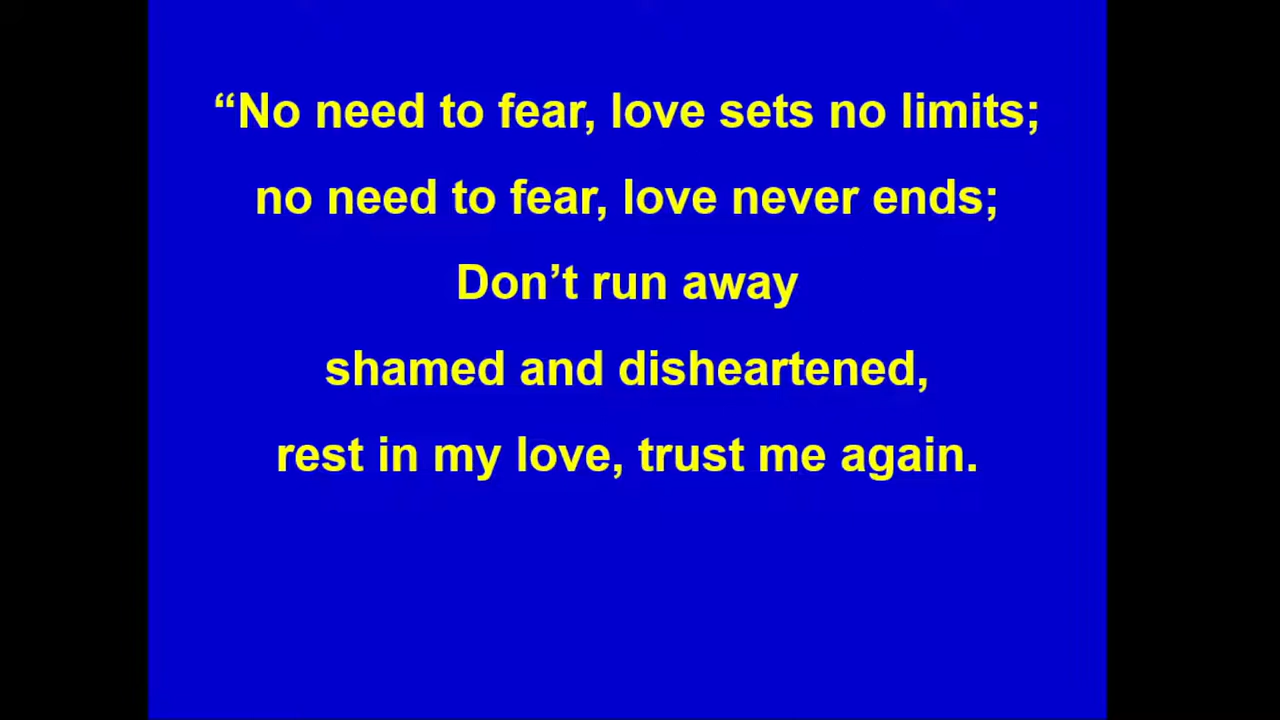 “No need to fear, love sets no limits;
no need to fear, love never ends;
Don’t run away
shamed and disheartened,
rest in my love, trust me again.